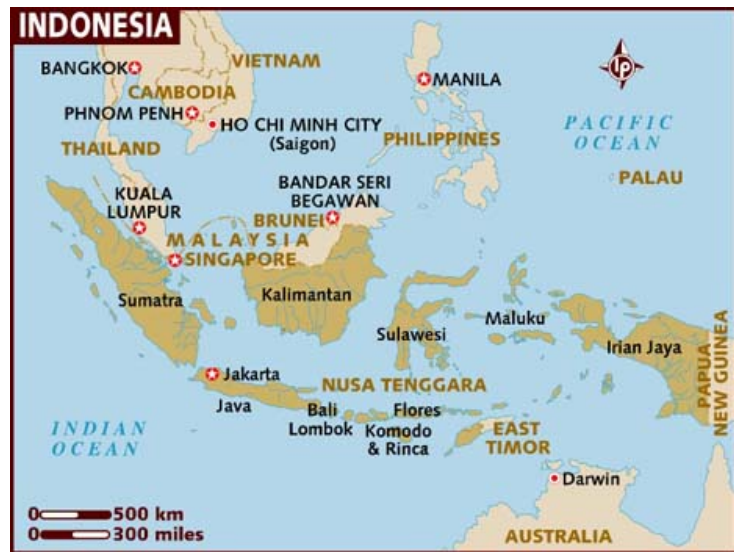 INDONESIA
BANGKOK
VIETNAM
CAMBODIA
MANILA
lp
PHNOM PENH
HO CHI MINH CITY
(Saigon)
THAILAND
PHILIPPINES
PACIFIC
OCEAN
PALAU
KUALA
LUMPUR
BANDAR SERI
BEGAWAN
BRUNEI
MALAYSIA
SINGAPORE
Sumatra
Kalimantan
Sulawesi
Maluku
Irian Jaya
PAPUA
NEW GUINEA
Jakarta
Java
NUSA TENGGARA
Bali
Lombok
Flores
Komodo
& Rinca
EAST
TIMOR
INDIAN
OCEAN
Darwin
AUSTRALIA
0 500 km
0 300 miles